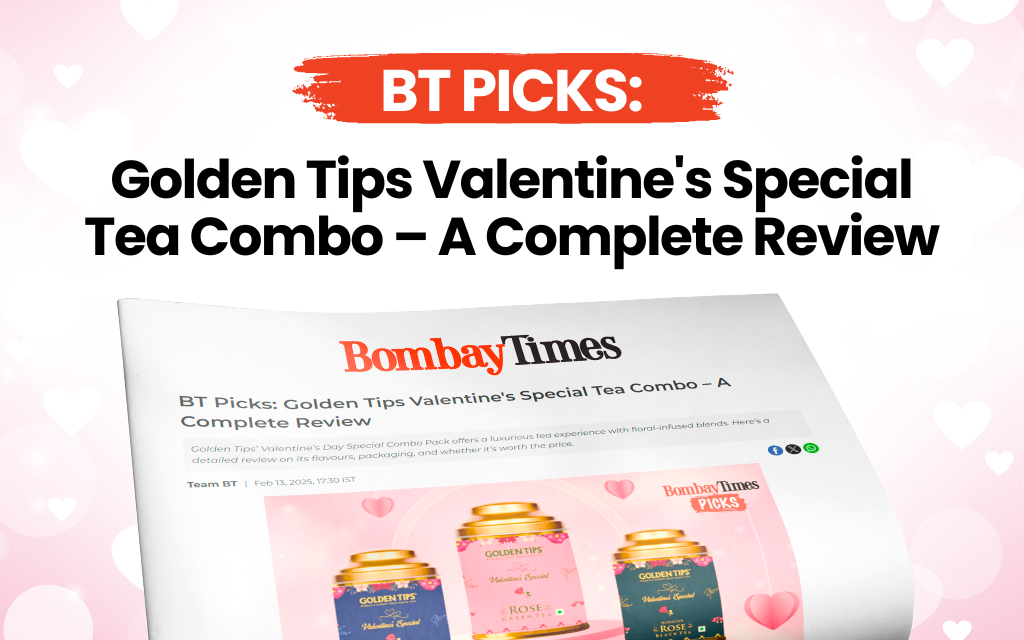 BT PICKS:
Golden Tips Valentine's Special
Tea Combo – A Complete Review
BombayTimes
BT Picks: Golden Tips Valentine's Special Tea Combo – A
Complete Review
Golden Tips' Valentine's Day Special Combo Pack offers a luxurious tea experience with floral-infused blends. Here's a
detailed review on its flavours, packaging, and whether it's worth the price.
Team BT | Feb 13, 2025, 17:30 IST
BombayTimes
PICKS
GOLDEN TIPS
Valentine's Special
GOLDEN TIPS
Valentine's Special
ROSE
GREEN TEA
GOLDEN TIPS
Valentine's Special
ROSE
BLACK TEA